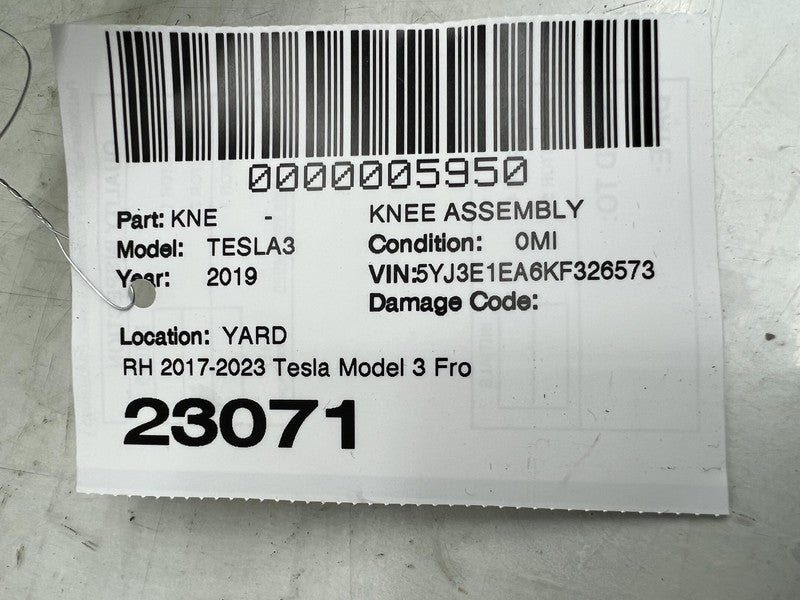 0000005950
Part: KNE - KNEE ASSEMBLY
Model: TESLA3 Condition: 0MI
Year: 2019 VIN:5YJ3E1EA6KF326573
Damage Code:
Location: YARD
RH 2017-2023 Tesla Model 3 Fro
23071